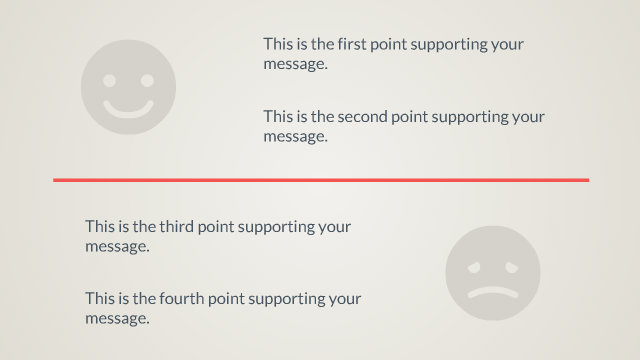 This is the first point supporting your
message.
This is the second point supporting your
message.
This is the third point supporting your
message.
This is the fourth point supporting your
message.